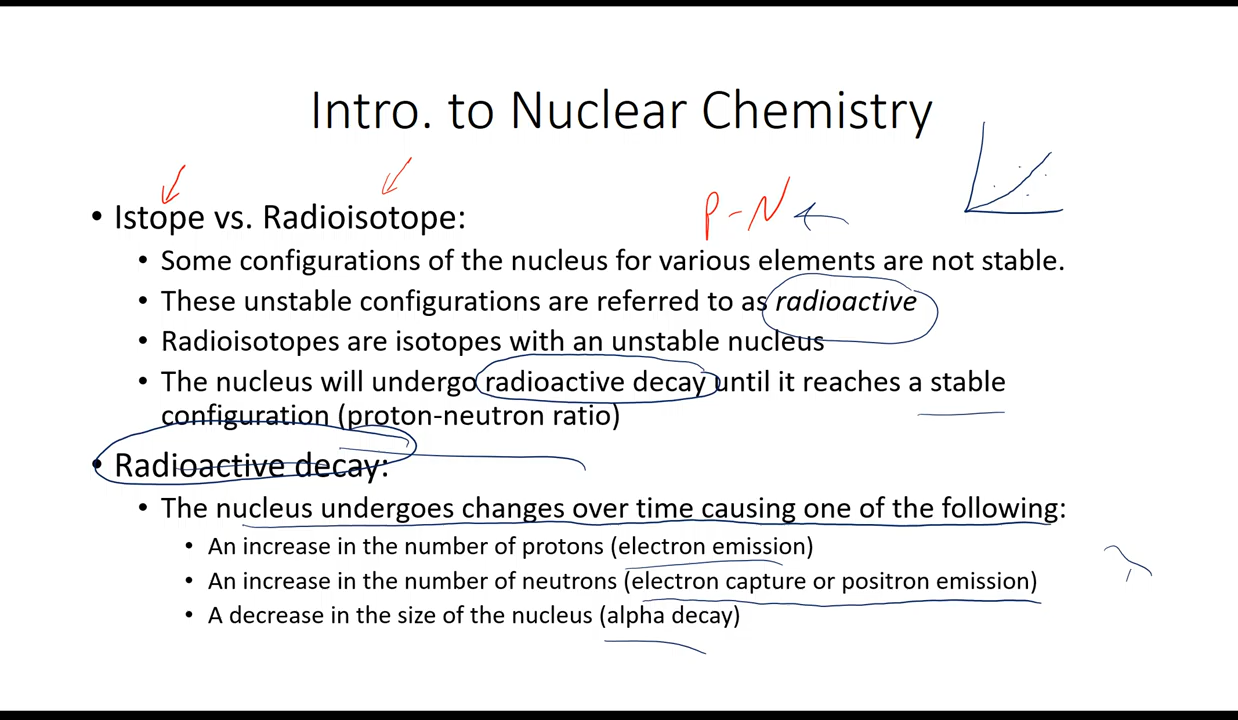 Intro. to Nuclear Chemistry
• Istope vs. Radioisotope:
P-N
• Some configurations of the nucleus for various elements are not stable.
• These unstable configurations are referred to as radioactive
• Radioisotopes are isotopes with an unstable nucleus
• The nucleus will undergo radioactive decay until it reaches a stable
configuration (proton-neutron ratio)
• Radioactive decay:
• The nucleus undergoes changes over time causing one of the following:
• An increase in the number of protons (electron emission)
• An increase in the number of neutrons (electron capture or positron emission)
• A decrease in the size of the nucleus (alpha decay)